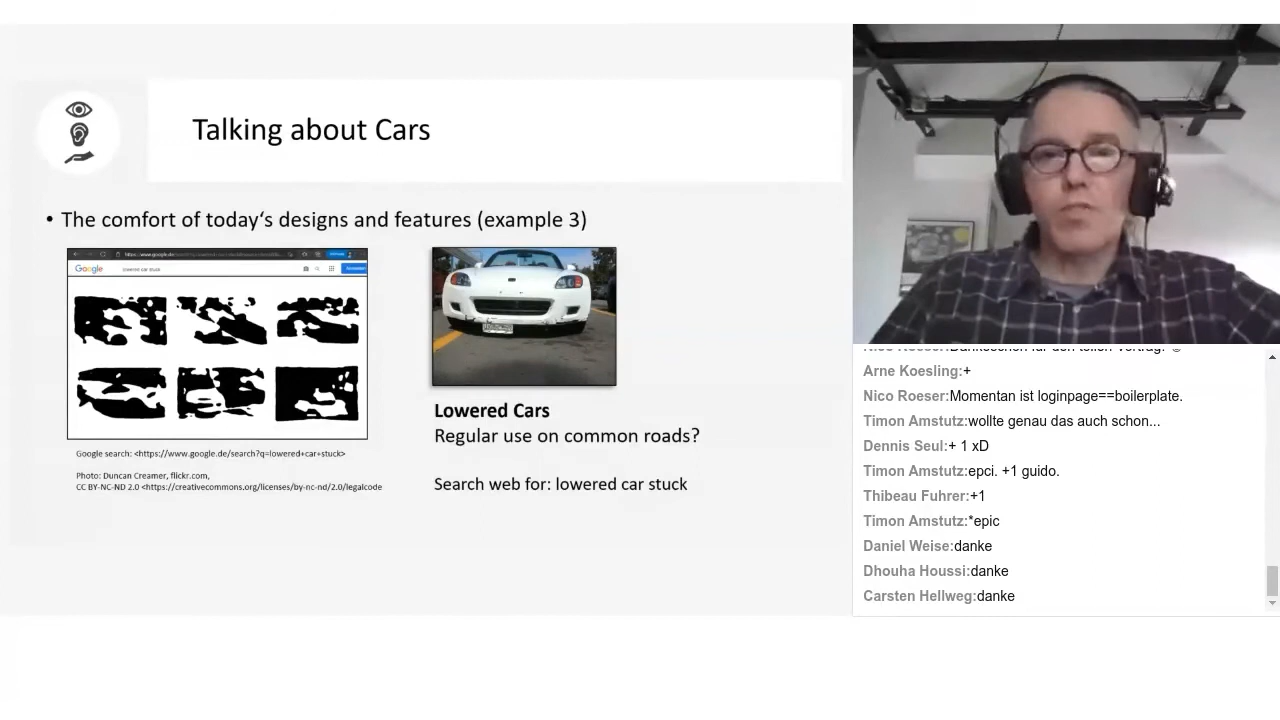 Talking about Cars
• The comfort of today‘s designs and features (example 3)
Google
lowered car stuck
Google search: <https://www.google.de/search?q=lowered+car+stuck>
Photo: Duncan Creamer, flickr.com,
CC BY-NC-ND 2.0 <https://creativecommons.org/licenses/by-nc-nd/2.0/legalcode
Lowered Cars
Regular use on common roads?
Search web for: lowered car stuck
Arne Koesling:+
Nico Roeser:Momentan ist loginpage==boilerplate.
Timon Amstutz:wollte genau das auch schon...
Dennis Seul:+ 1 xD
Timon Amstutz:epci. +1 guido.
Thibeau Fuhrer:+1
Timon Amstutz:*epic
Daniel Weise:danke
Dhouha Houssi:danke
Carsten Hellweg:danke